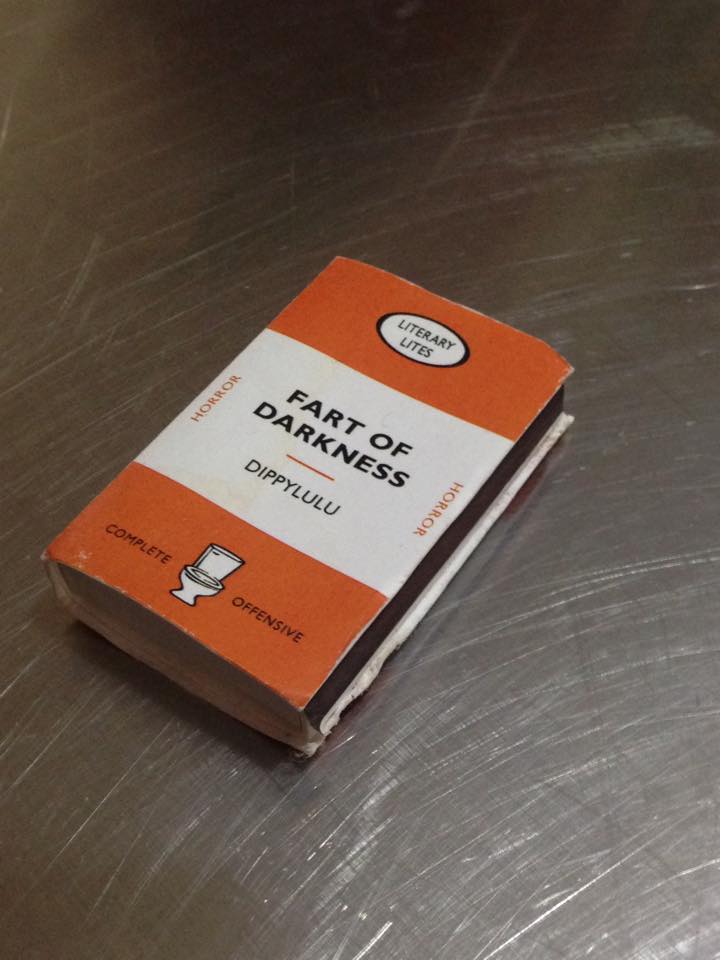 LITERARY
LITES
HORROR
FART OF
DARKNESS
DIPPYLULU
HORROR
COMPLETE
OFFENSIVE